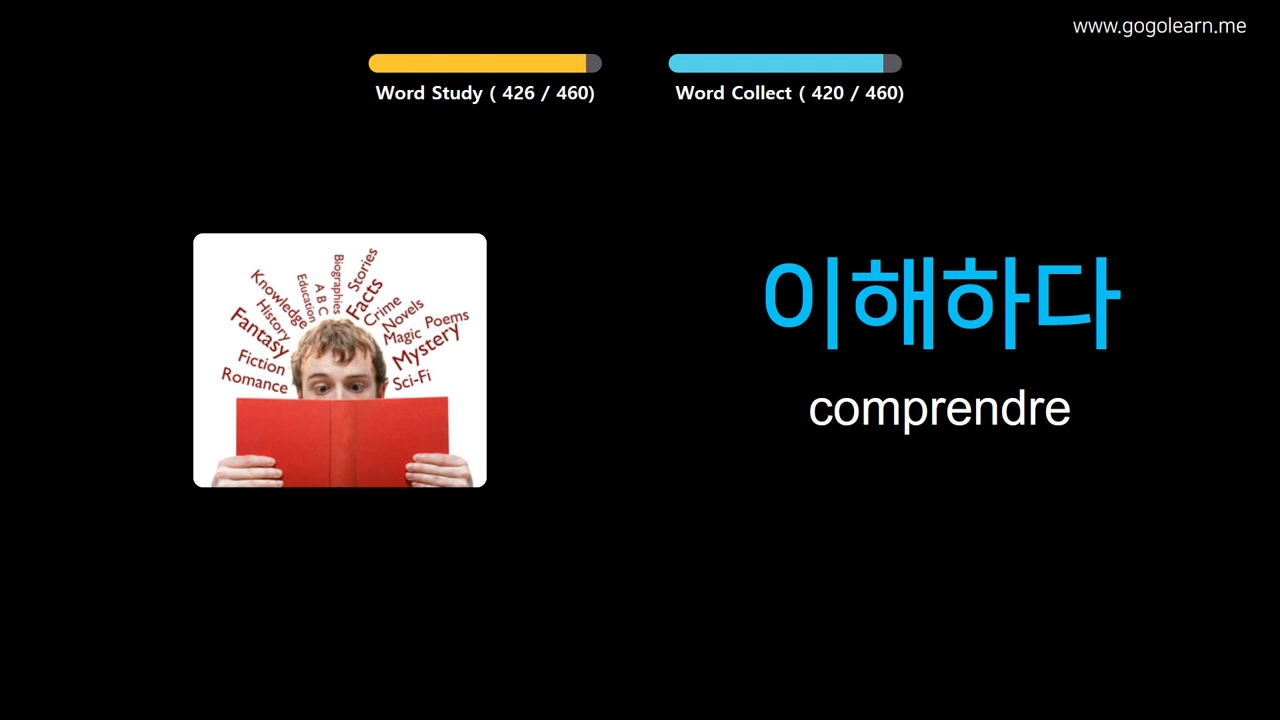 www.gogolearn.me
Word Study ( 426 / 460)
Word Collect ( 420 / 460)
Knowledge
History
Fantasy
Fiction
Romance
Education
A B C
Biographies
Stories
Facts
Crime
Novels
Magic
Poems
Mystery
Sci-Fi
이해하다
comprendre